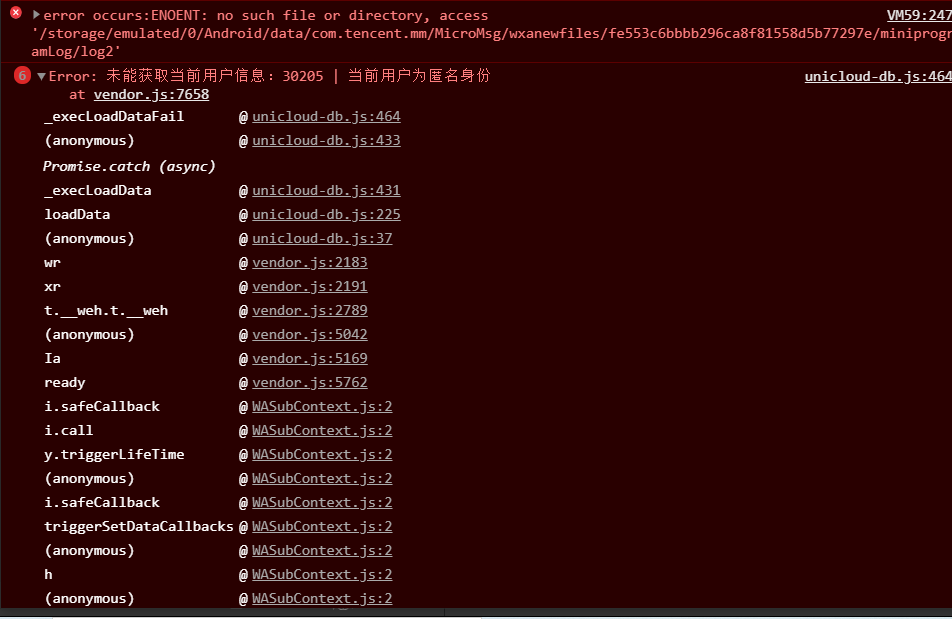 error occurs:ENOENT: no such file or directory, access VM59:247
'/storage/emulated/0/Android/data/com.tencent.mm/MicroMsg/wxanewfiles/fe553c6bbbb296ca8f81558d5b77297e/miniprogr
amLog/log2'
6 Error: 未能获取当前用户信息：30205 | 当前用户为匿名身份 unicloud-db.js:464
at vendor.js:7658
_execLoadDataFail @ unicloud-db.js:464
(anonymous) @ unicloud-db.js:433
Promise.catch (async)
_execLoadData @ unicloud-db.js:431
loadData @ unicloud-db.js:225
(anonymous) @ unicloud-db.js:37
wr @ vendor.js:2183
xr @ vendor.js:2191
t.__weh.t.__weh @ vendor.js:2789
(anonymous) @ vendor.js:5042
Ia @ vendor.js:5169
ready @ vendor.js:5762
i.safeCallback @ WASubContext.js:2
i.call @ WASubContext.js:2
y.triggerLifeTime @ WASubContext.js:2
(anonymous) @ WASubContext.js:2
i.safeCallback @ WASubContext.js:2
triggerSetDataCallbacks @ WASubContext.js:2
(anonymous) @ WASubContext.js:2
h @ WASubContext.js:2
(anonymous) @ WASubContext.js:2